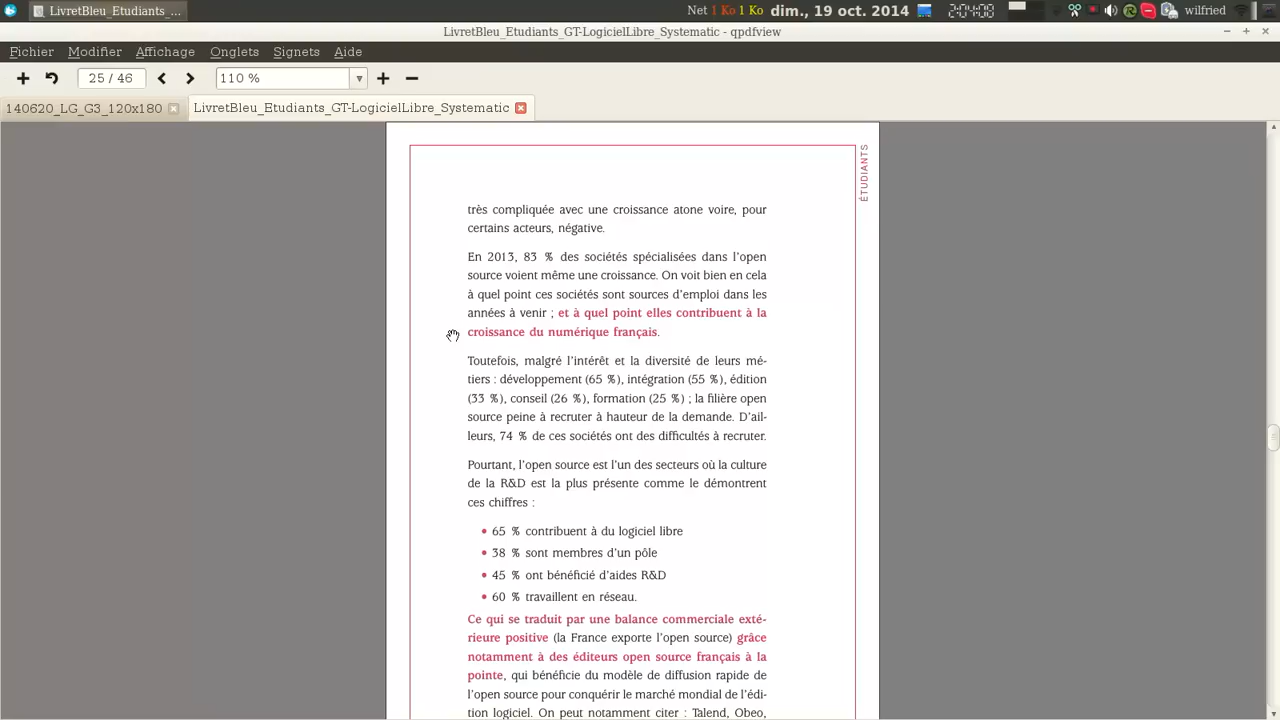 LivretBleu_Etudiants_... Net 1 Ko 1 Ko dim., 19 oct. 2014 2:04:08 wilfried
LivretBleu_Etudiants_GT-LogicielLibre_Systematic - qpdfview
Fichier Modifier Affichage Onglets Signets Aide
25 / 46 110 %
140620_LG_G3_120x180 LivretBleu_Etudiants_GT-LogicielLibre_Systematic
ÉTUDIANTS
très compliquée avec une croissance atone voire, pour
certains acteurs, négative.
En 2013, 83 % des sociétés spécialisées dans l'open
source voient même une croissance. On voit bien en cela
à quel point ces sociétés sont sources d'emploi dans les
années à venir ; et à quel point elles contribuent à la
croissance du numérique français.
Toutefois, malgré l'intérêt et la diversité de leurs mé-
tiers : développement (65 %), intégration (55 %), édition
(33 %), conseil (26 %), formation (25 %) ; la filière open
source peine à recruter à hauteur de la demande. D'ail-
leurs, 74 % de ces sociétés ont des difficultés à recruter.
Pourtant, l'open source est l'un des secteurs où la culture
de la R&D est la plus présente comme le démontrent
ces chiffres :
• 65 % contribuent à du logiciel libre
• 38 % sont membres d'un pôle
• 45 % ont bénéficié d'aides R&D
• 60 % travaillent en réseau.
Ce qui se traduit par une balance commerciale exté-
rieure positive (la France exporte l'open source) grâce
notamment à des éditeurs open source français à la
pointe, qui bénéficie du modèle de diffusion rapide de
l'open source pour conquérir le marché mondial de l'édi-
tion logiciel. On peut notamment citer : Talend, Obeo,